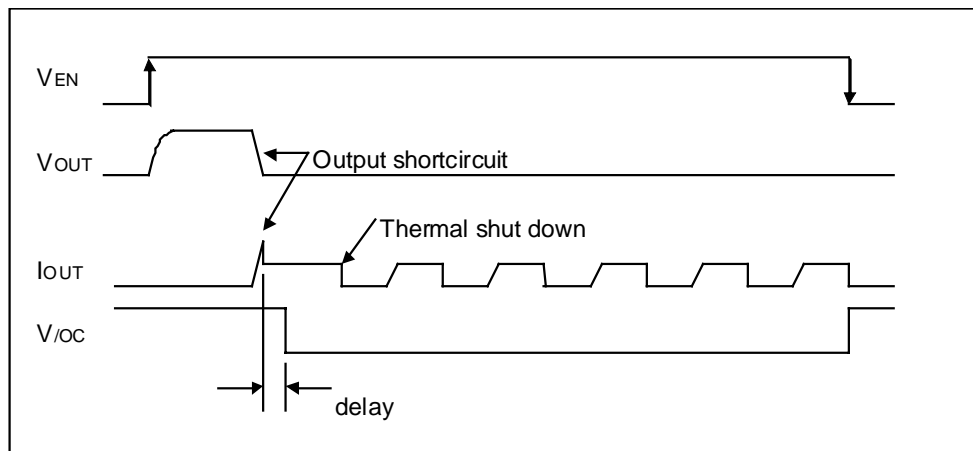 VEN
VOUT
Output shortcircuit
Thermal shut down
IOUT
V/OC
delay